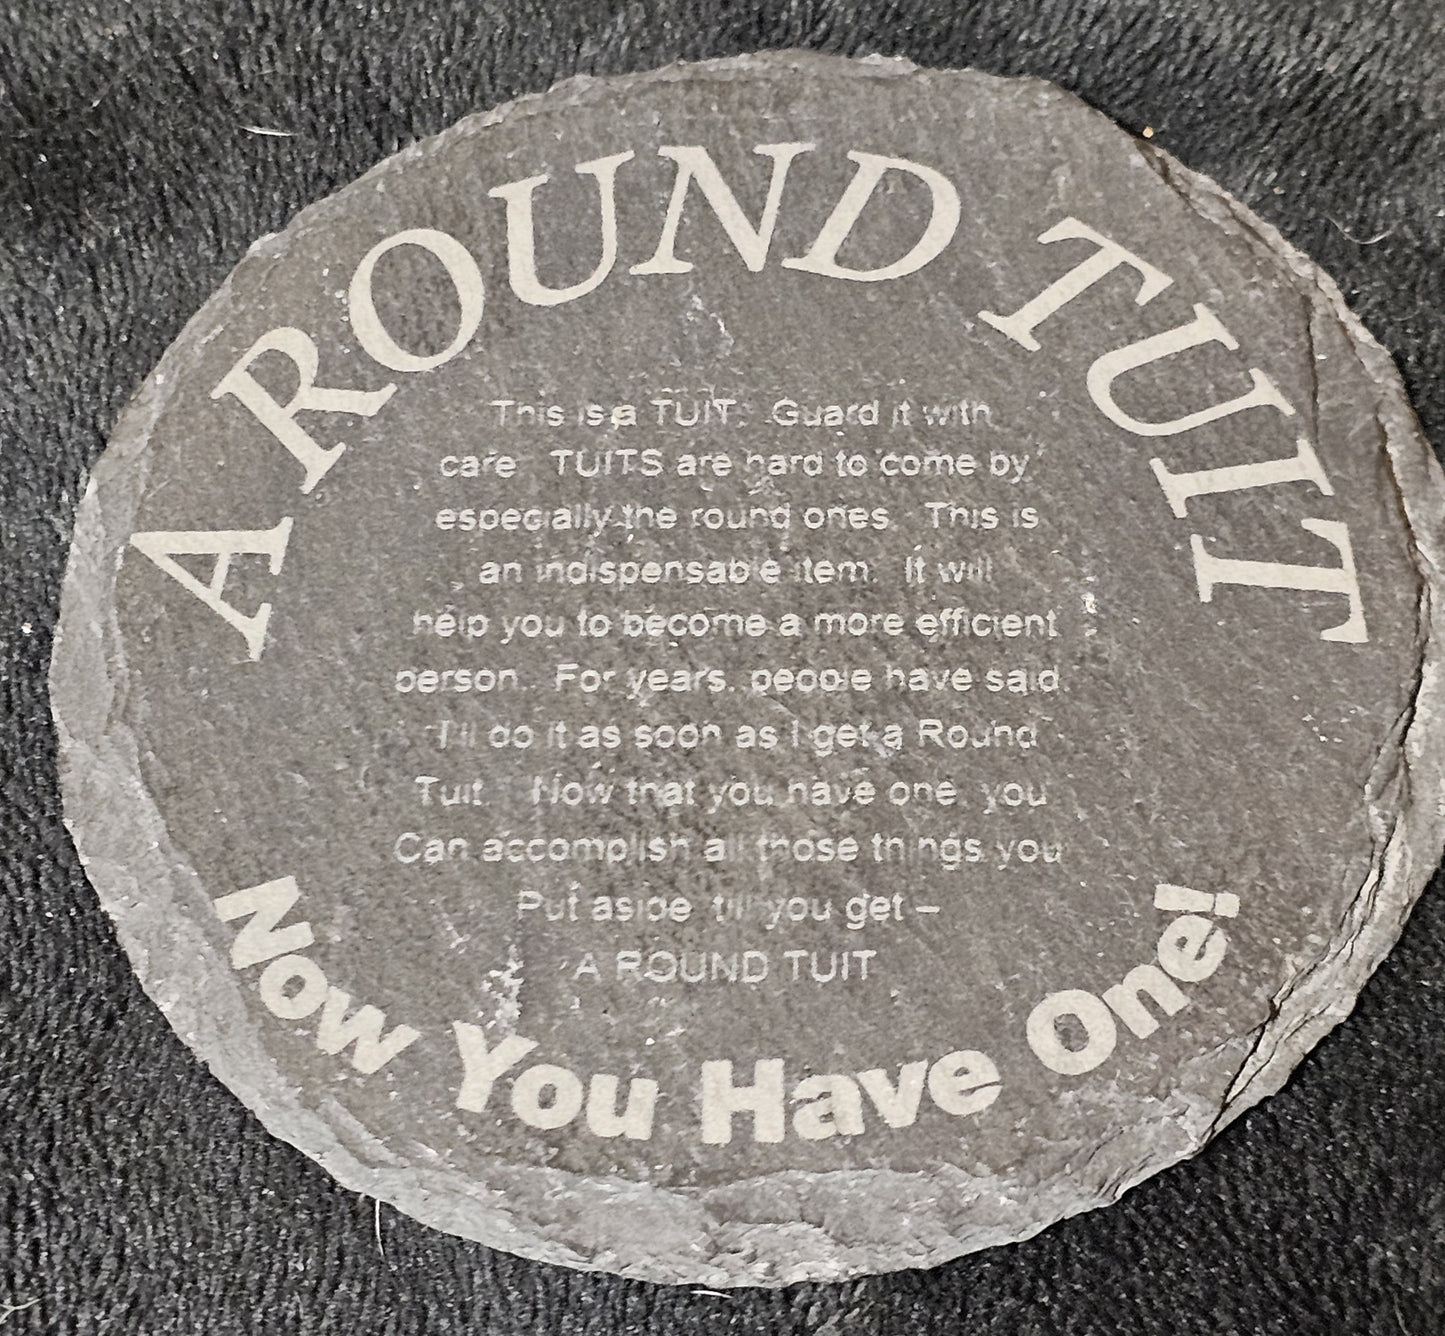 A ROUND TUIT
This is a TUIT. Guard it with
care. TUITS are hard to come by,
especially the round ones. This is
an indispensable item. It will
help you to become a more efficient
person. For years, people have said,
I'll do it as soon as I get a Round
Tuit. Now that you have one, you
Can accomplish all those things you
Put aside 'till you get –
A ROUND TUIT
Now You Have One!